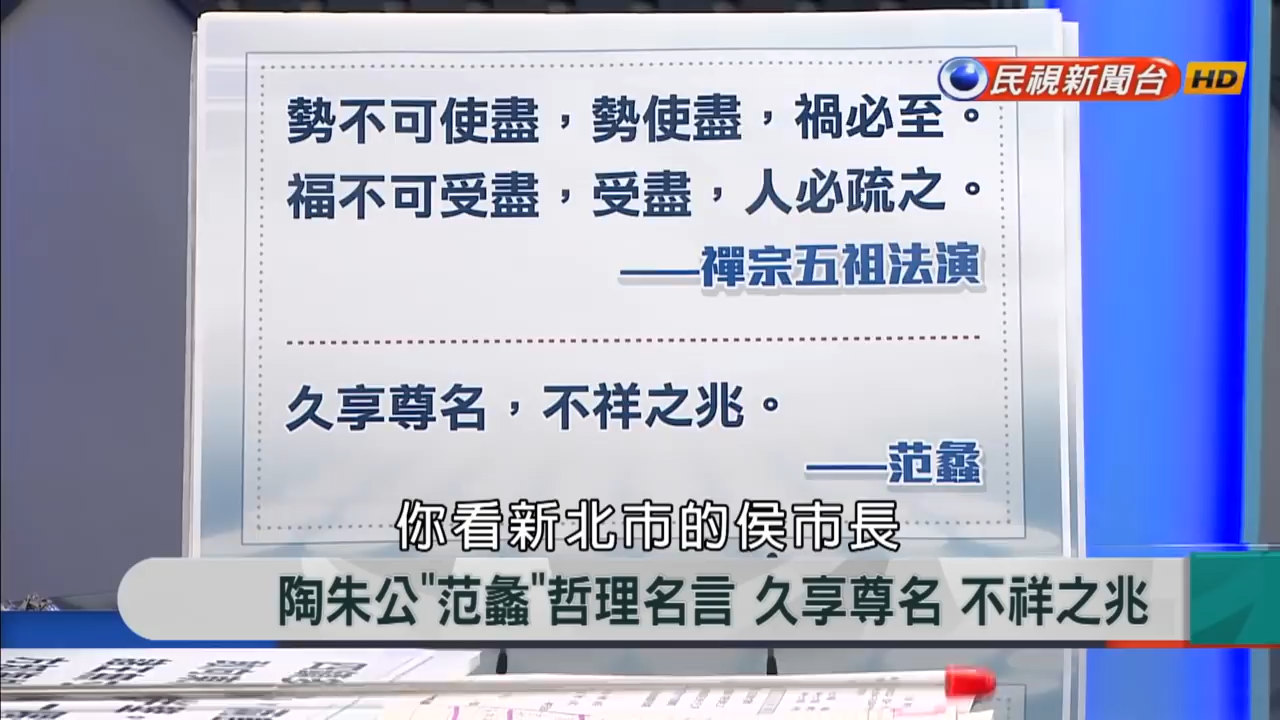 民視新聞台 HD
勢不可使盡，勢使盡，禍必至。
福不可受盡，受盡，人必疏之。
——禪宗五祖法演
久享尊名，不祥之兆。
——范蠡
你看新北市的侯市長
陶朱公"范蠡"哲理名言 久享尊名 不祥之兆